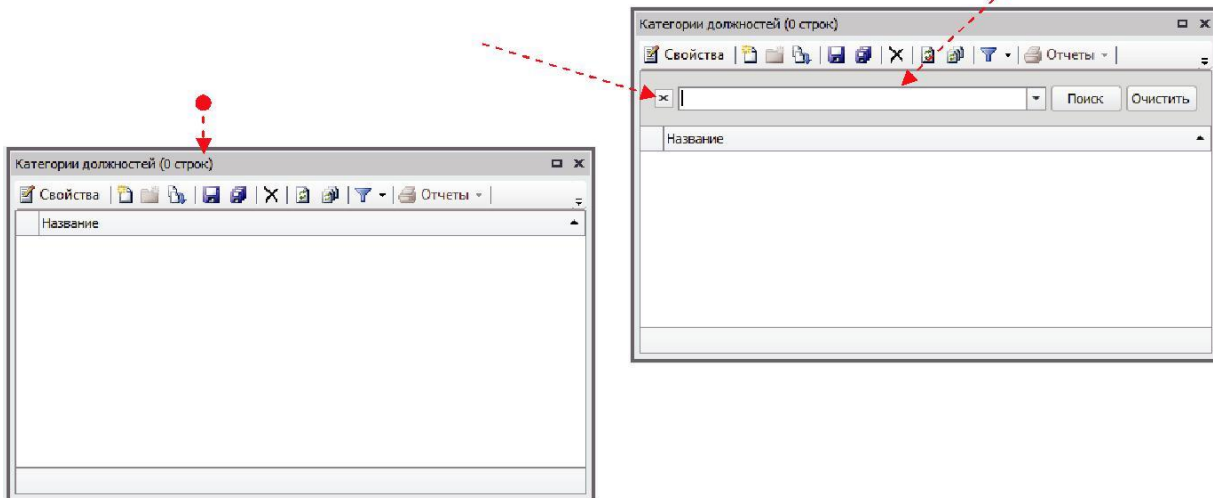 Категории должностей (0 строк)
Свойства Отчеты
Поиск Очистить
Название
Категории должностей (0 строк)
Свойства Отчеты
Название